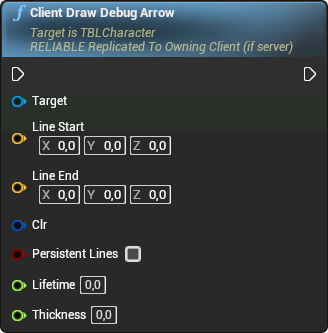 f Client Draw Debug Arrow
Target is TBLCharacter
RELIABLE Replicated To Owning Client (if server)
Target
Line Start
X 0,0 Y 0,0 Z 0,0
Line End
X 0,0 Y 0,0 Z 0,0
Clr
Persistent Lines
Lifetime 0,0
Thickness 0,0